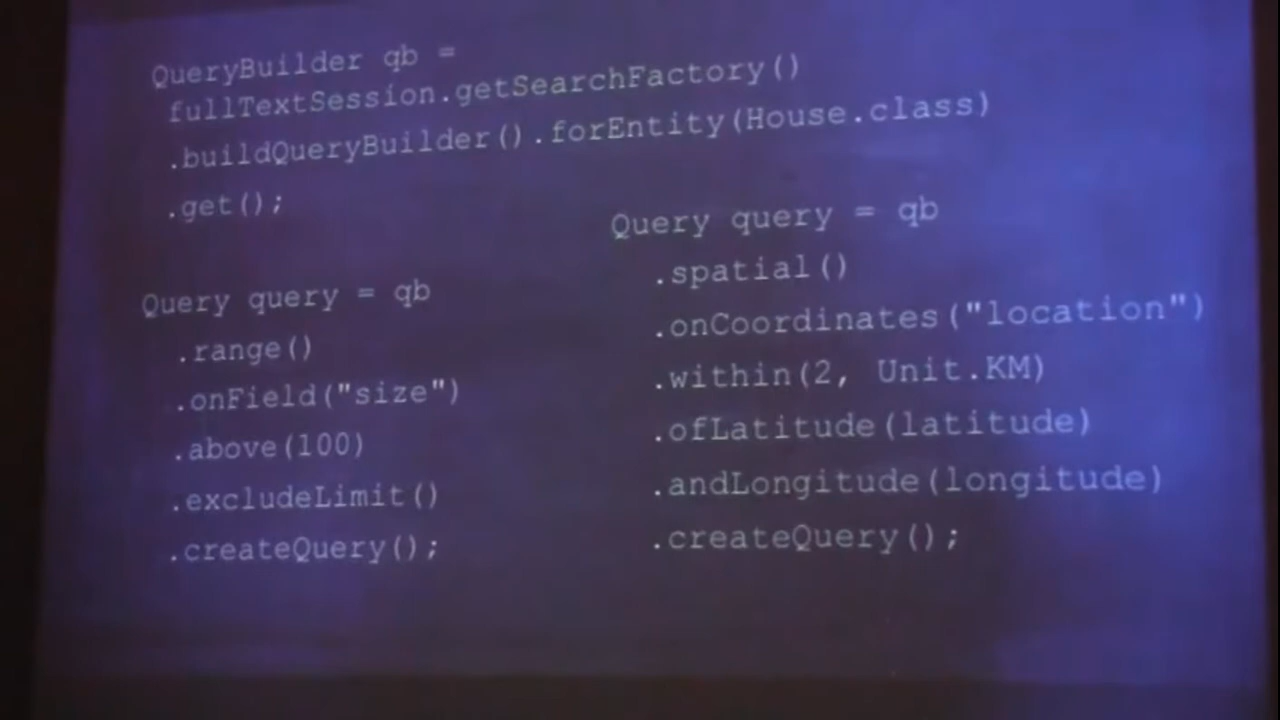 QueryBuilder qb =
fullTextSession.getSearchFactory()
.buildQueryBuilder().forEntity(House.class)
.get();
Query query = qb
.range()
.onField("size")
.above(100)
.excludeLimit()
.createQuery();
Query query = qb
.spatial()
.onCoordinates("location")
.within(2, Unit.KM)
.ofLatitude(latitude)
.andLongitude(longitude)
.createQuery();